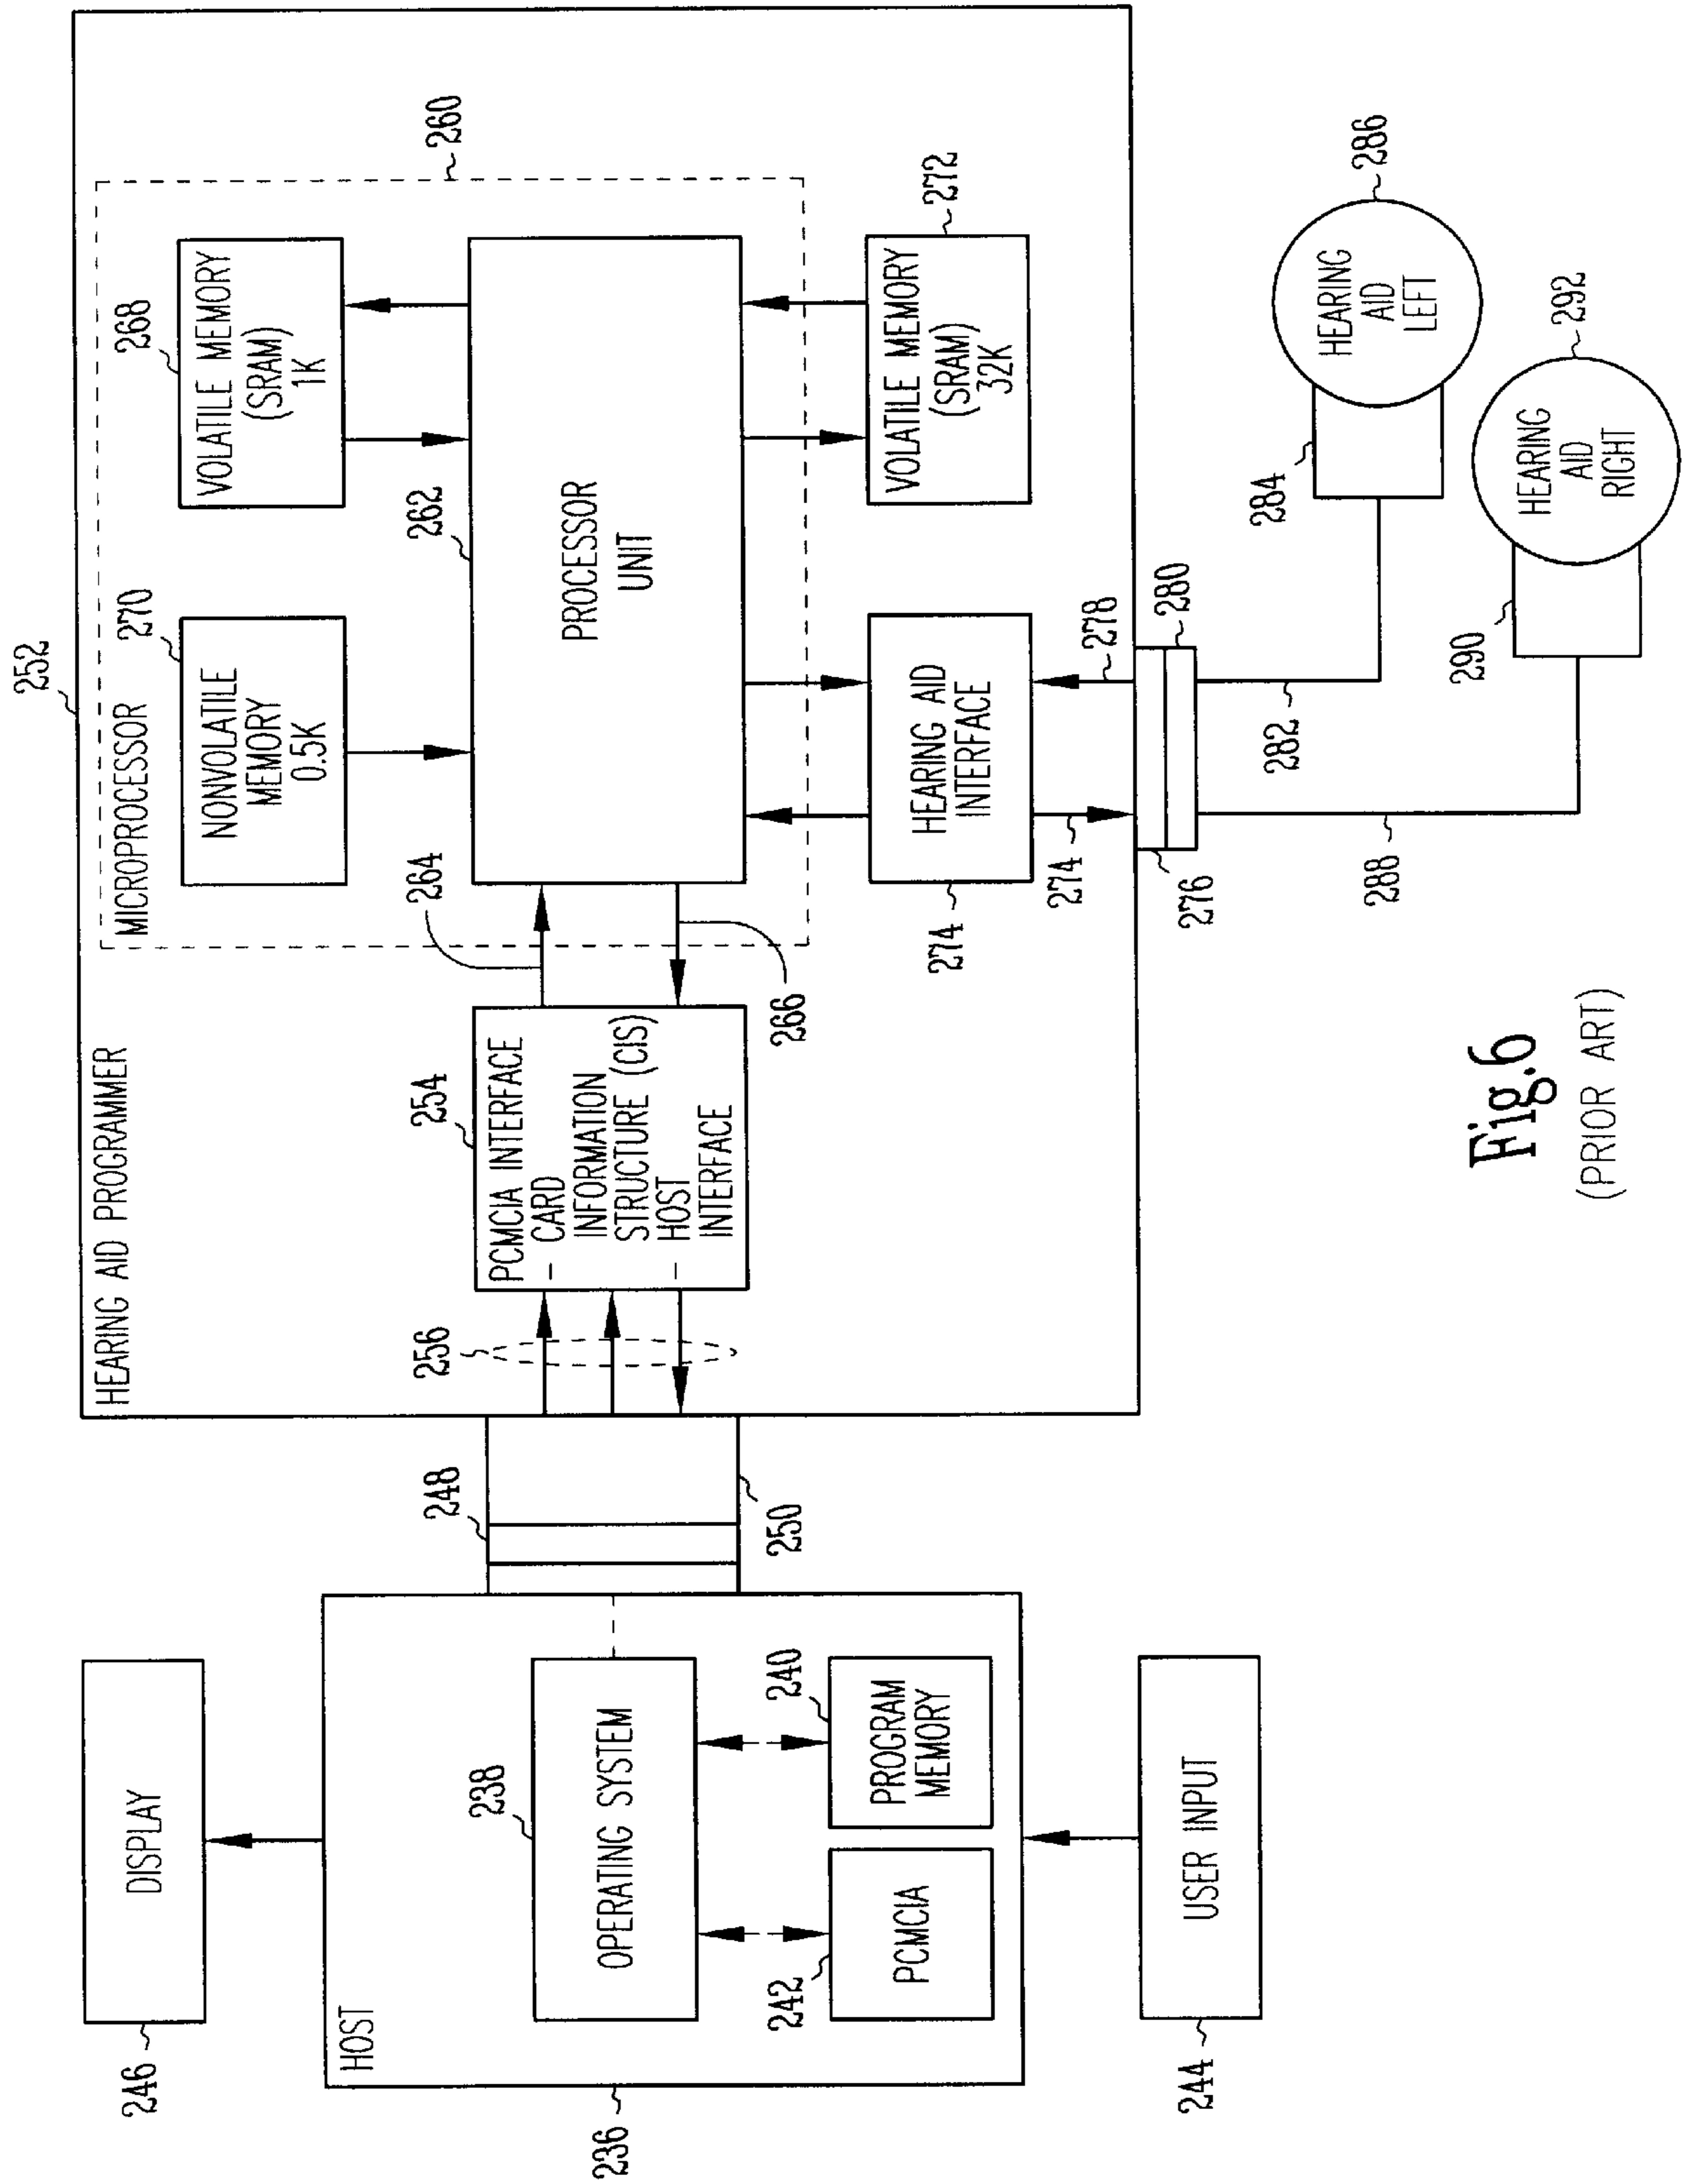 246
DISPLAY
236
HOST
238
OPERATING SYSTEM
242
PCMCIA
240
PROGRAM
MEMORY
244
USER INPUT
248
250
252
HEARING AID PROGRAMMER
256
254
PCMCIA INTERFACE
— CARD
INFORMATION
STRUCTURE (CIS)
— HOST
INTERFACE
264
266
260
MICROPROCESSOR
270
NONVOLATILE
MEMORY
0.5K
268
VOLATILE MEMORY
(SRAM)
1K
262
PROCESSOR
UNIT
274
HEARING AID
INTERFACE
272
VOLATILE MEMORY
(SRAM)
32K
274
278
276
280
282
288
284
HEARING
AID
LEFT
286
290
HEARING
AID
RIGHT
292
Fig.6
(PRIOR ART)